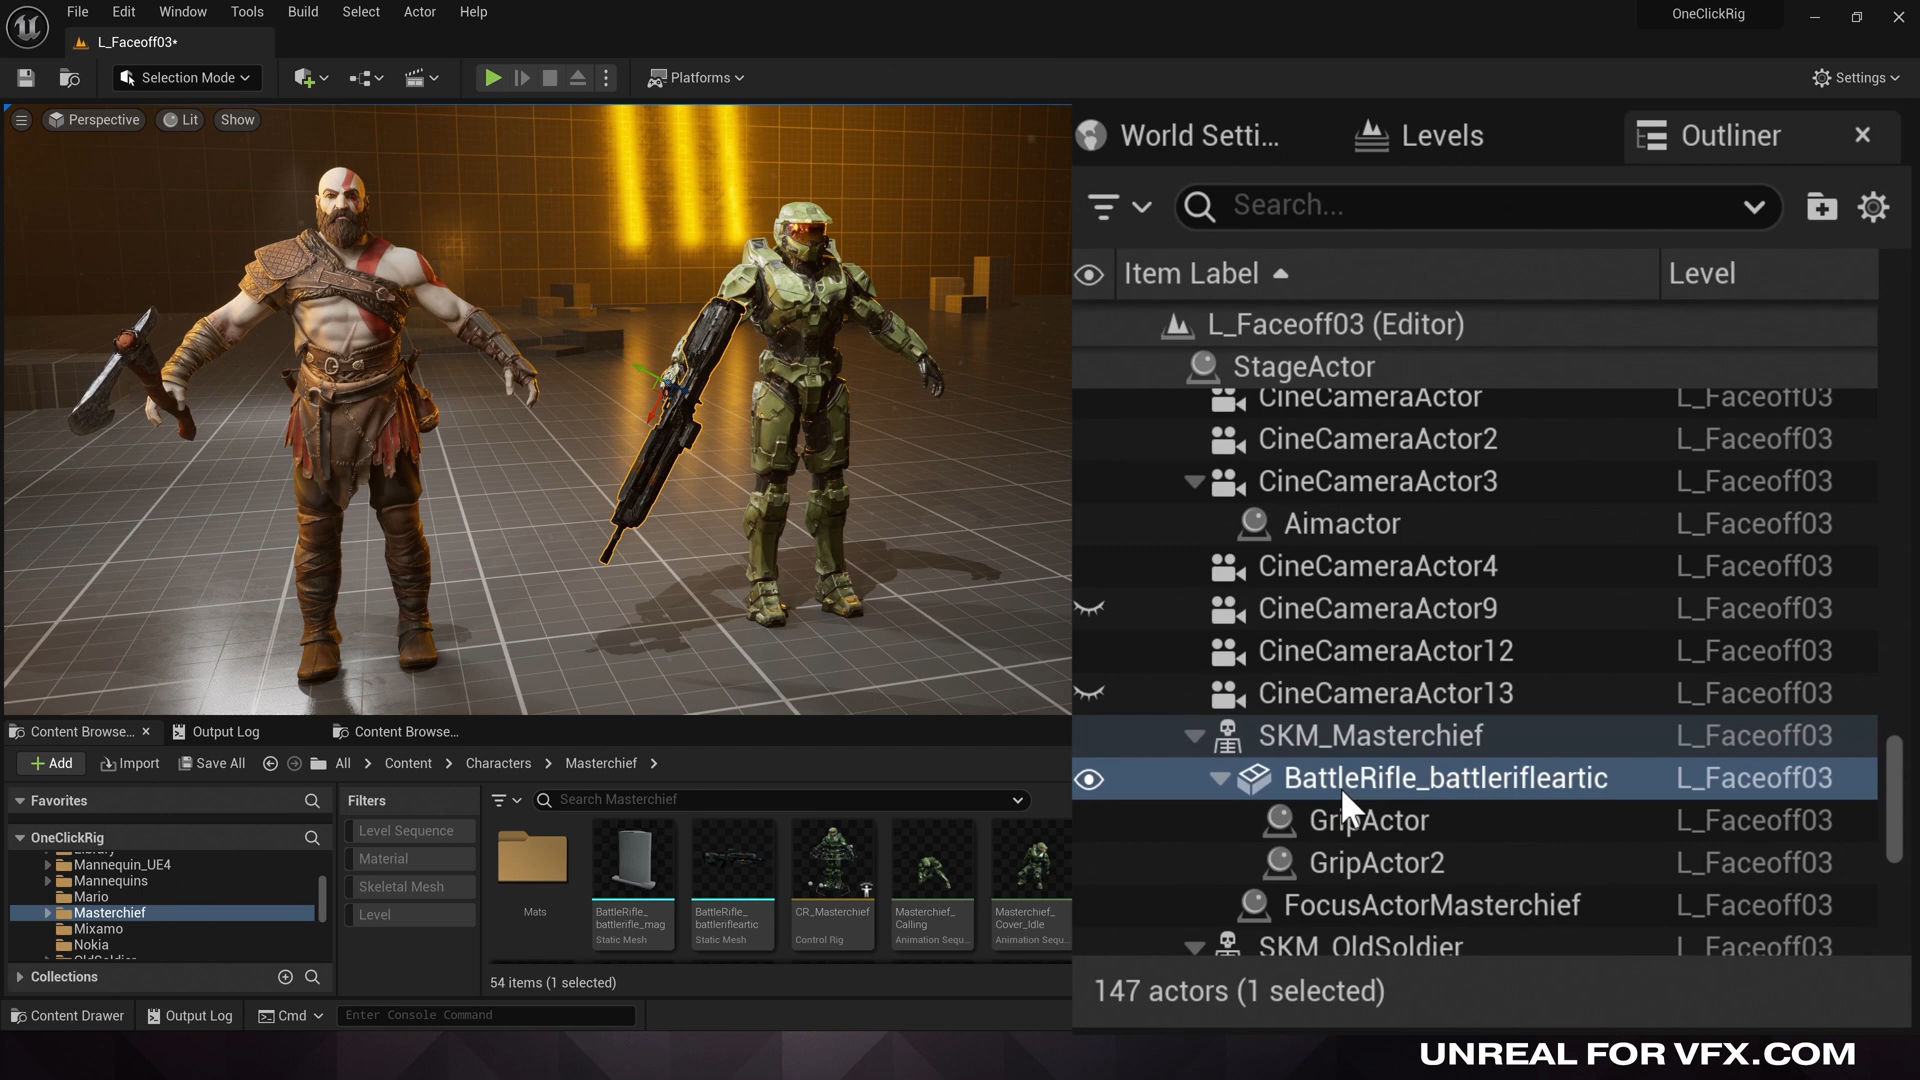 File Edit Window Tools Build Select Actor Help
OneClickRig
L_Faceoff03*
Selection Mode
Platforms
Settings
Perspective
Lit
Show
World Setti...
Levels
Outliner
Search...
Item Label
Level
L_Faceoff03 (Editor)
StageActor
CineCameraActor L_Faceoff03
CineCameraActor2 L_Faceoff03
CineCameraActor3 L_Faceoff03
Aimactor L_Faceoff03
CineCameraActor4 L_Faceoff03
CineCameraActor9 L_Faceoff03
CineCameraActor12 L_Faceoff03
CineCameraActor13 L_Faceoff03
SKM_Masterchief L_Faceoff03
BattleRifle_battlerifleartic L_Faceoff03
GripActor L_Faceoff03
GripActor2 L_Faceoff03
FocusActorMasterchief L_Faceoff03
SKM_OldSoldier L_Faceoff03
147 actors (1 selected)
Content Browse...
Output Log
Content Browse...
Add
Import
Save All
All
Content
Characters
Masterchief
Favorites
OneClickRig
Library
Mannequin_UE4
Mannequins
Mario
Masterchief
Mixamo
Nokia
OldSoldier
Collections
Filters
Level Sequence
Material
Skeletal Mesh
Level
Search Masterchief
Mats
BattleRifle_
battlerifle_mag
Static Mesh
BattleRifle_
battlerifleartic
Static Mesh
CR_Masterchief
Control Rig
Masterchief_
Calling
Animation Sequ...
Masterchief_
Cover_Idle
Animation Sequ...
54 items (1 selected)
Content Drawer
Output Log
Cmd
Enter Console Command
UNREAL FOR VFX.COM